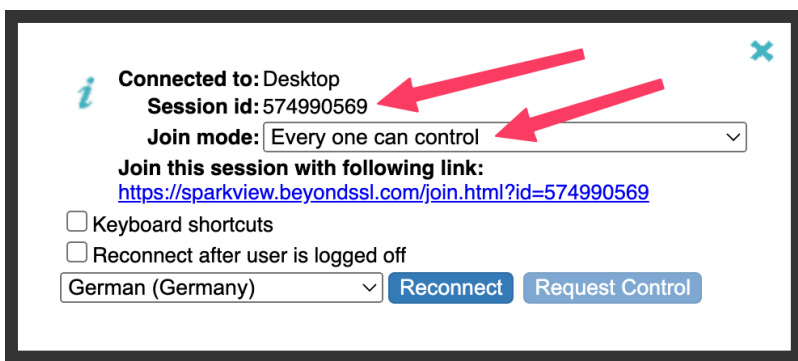 Connected to: Desktop
Session id: 574990569
Join mode: Every one can control
Join this session with following link:
https://sparkview.beyondssl.com/join.html?id=574990569
Keyboard shortcuts
Reconnect after user is logged off
German (Germany) Reconnect Request Control